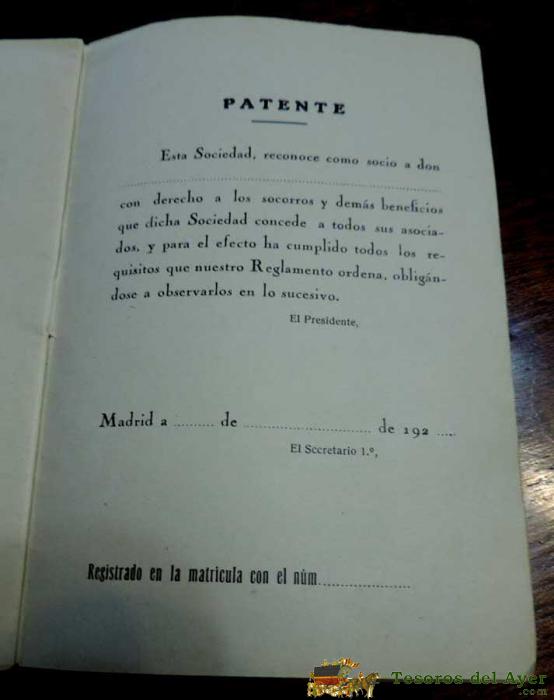 PATENTE
Esta Sociedad, reconoce como socio a don
........................................
con derecho a los socorros y demás beneficios
que dicha Sociedad concede a todos sus asocia-
dos, y para el efecto ha cumplido todos los re-
quisitos que nuestro Reglamento ordena, obligán-
dose a observarlos en lo sucesivo.
El Presidente,
Madrid a ......... de ............................ de 192 .....
El Secretario 1.º,
Registrado en la matricula con el núm....................
Tesoros del Ayer
.com